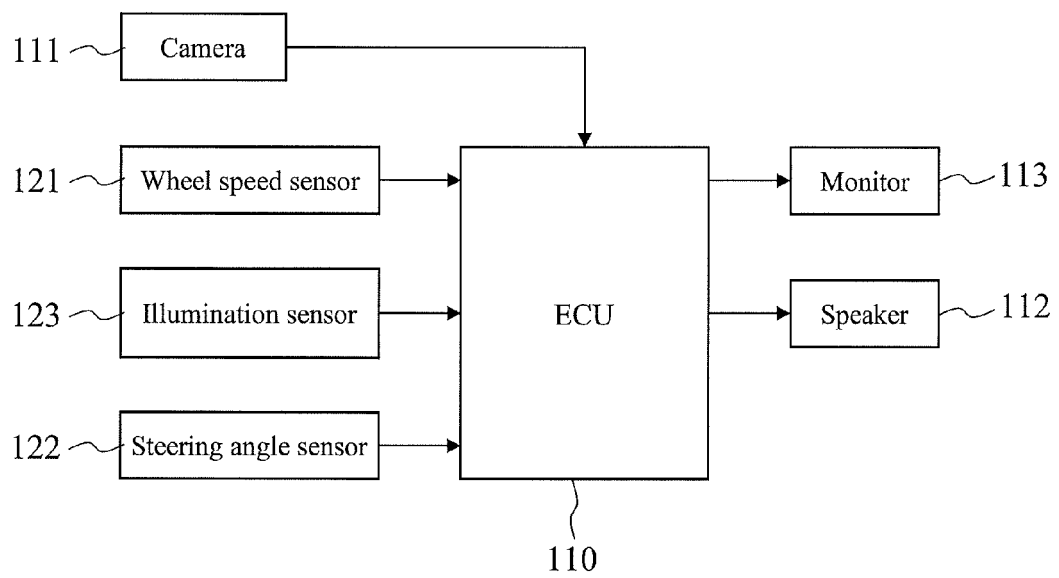 111
Camera
121
Wheel speed sensor
Monitor
113
123
Illumination sensor
ECU
Speaker
112
122
Steering angle sensor
110